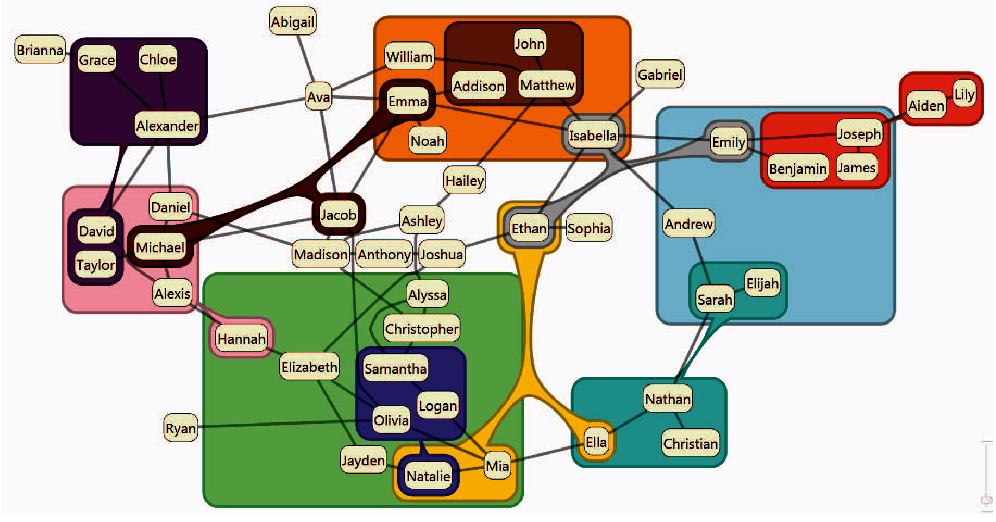 Abigail
Brianna
Grace
Chloe
William
John
Gabriel
Addison
Matthew
Ava
Emma
Lily
Aiden
Alexander
Noah
Isabella
Emily
Joseph
Benjamin
James
Hailey
Daniel
David
Michael
Jacob
Ashley
Ethan
Sophia
Andrew
Taylor
Madison
Anthony
Joshua
Alexis
Alyssa
Sarah
Elijah
Hannah
Christopher
Elizabeth
Samantha
Logan
Nathan
Ryan
Olivia
Ella
Christian
Jayden
Natalie
Mia